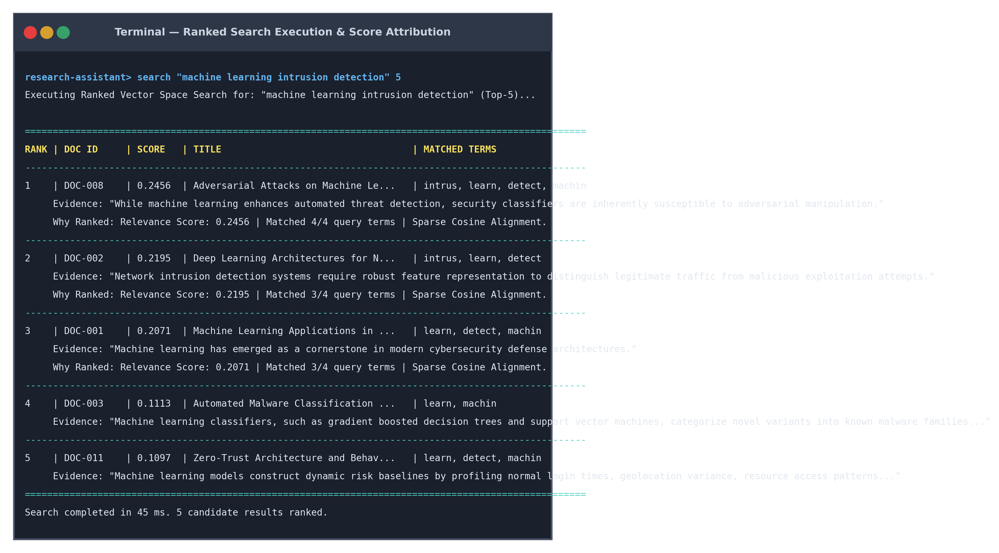 Terminal — Ranked Search Execution & Score Attribution
research-assistant> search "machine learning intrusion detection" 5
Executing Ranked Vector Space Search for: "machine learning intrusion detection" (Top-5)...
====================================================================================================
RANK | DOC ID     | SCORE   | TITLE                                  | MATCHED TERMS
----------------------------------------------------------------------------------------------------
1    | DOC-008    | 0.2456  | Adversarial Attacks on Machine Le...   | intrus, learn, detect, machin
     Evidence: "While machine learning enhances automated threat detection, security classifiers are inherently susceptible to adversarial manipulation."
     Why Ranked: Relevance Score: 0.2456 | Matched 4/4 query terms | Sparse Cosine Alignment.
----------------------------------------------------------------------------------------------------
2    | DOC-002    | 0.2195  | Deep Learning Architectures for N...   | intrus, learn, detect
     Evidence: "Network intrusion detection systems require robust feature representation to distinguish legitimate traffic from malicious exploitation attempts."
     Why Ranked: Relevance Score: 0.2195 | Matched 3/4 query terms | Sparse Cosine Alignment.
----------------------------------------------------------------------------------------------------
3    | DOC-001    | 0.2071  | Machine Learning Applications in ...   | learn, detect, machin
     Evidence: "Machine learning has emerged as a cornerstone in modern cybersecurity defense architectures."
     Why Ranked: Relevance Score: 0.2071 | Matched 3/4 query terms | Sparse Cosine Alignment.
----------------------------------------------------------------------------------------------------
4    | DOC-003    | 0.1113  | Automated Malware Classification ...   | learn, machin
     Evidence: "Machine learning classifiers, such as gradient boosted decision trees and support vector machines, categorize novel variants into known malware families..."
----------------------------------------------------------------------------------------------------
5    | DOC-011    | 0.1097  | Zero-Trust Architecture and Behav...   | learn, detect, machin
     Evidence: "Machine learning models construct dynamic risk baselines by profiling normal login times, geolocation variance, resource access patterns..."
====================================================================================================
Search completed in 45 ms. 5 candidate results ranked.